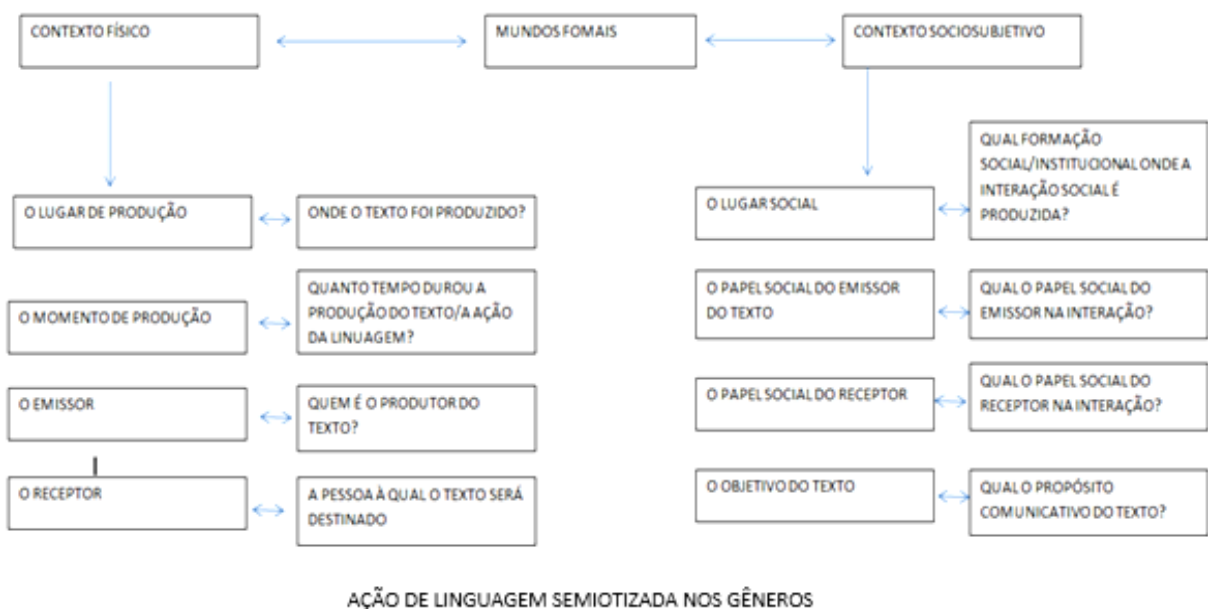 CONTEXTO FÍSICO
MUNDOS FOMAIS
CONTEXTO SOCIOSUBJETIVO
O LUGAR DE PRODUÇÃO
ONDE O TEXTO FOI PRODUZIDO?
O MOMENTO DE PRODUÇÃO
QUANTO TEMPO DUROU A
PRODUÇÃO DO TEXTO/A AÇÃO
DA LINUAGEM?
O EMISSOR
QUEM É O PRODUTOR DO
TEXTO?
O RECEPTOR
A PESSOA À QUAL O TEXTO SERÁ
DESTINADO
O LUGAR SOCIAL
QUAL FORMAÇÃO
SOCIAL/INSTITUCIONAL ONDE A
INTERAÇÃO SOCIAL É
PRODUZIDA?
O PAPEL SOCIAL DO EMISSOR
DO TEXTO
QUAL O PAPEL SOCIAL DO
EMISSOR NA INTERAÇÃO?
O PAPEL SOCIAL DO RECEPTOR
QUAL O PAPEL SOCIAL DO
RECEPTOR NA INTERAÇÃO?
O OBJETIVO DO TEXTO
QUAL O PROPÓSITO
COMUNICATIVO DO TEXTO?
AÇÃO DE LINGUAGEM SEMIOTIZADA NOS GÊNEROS